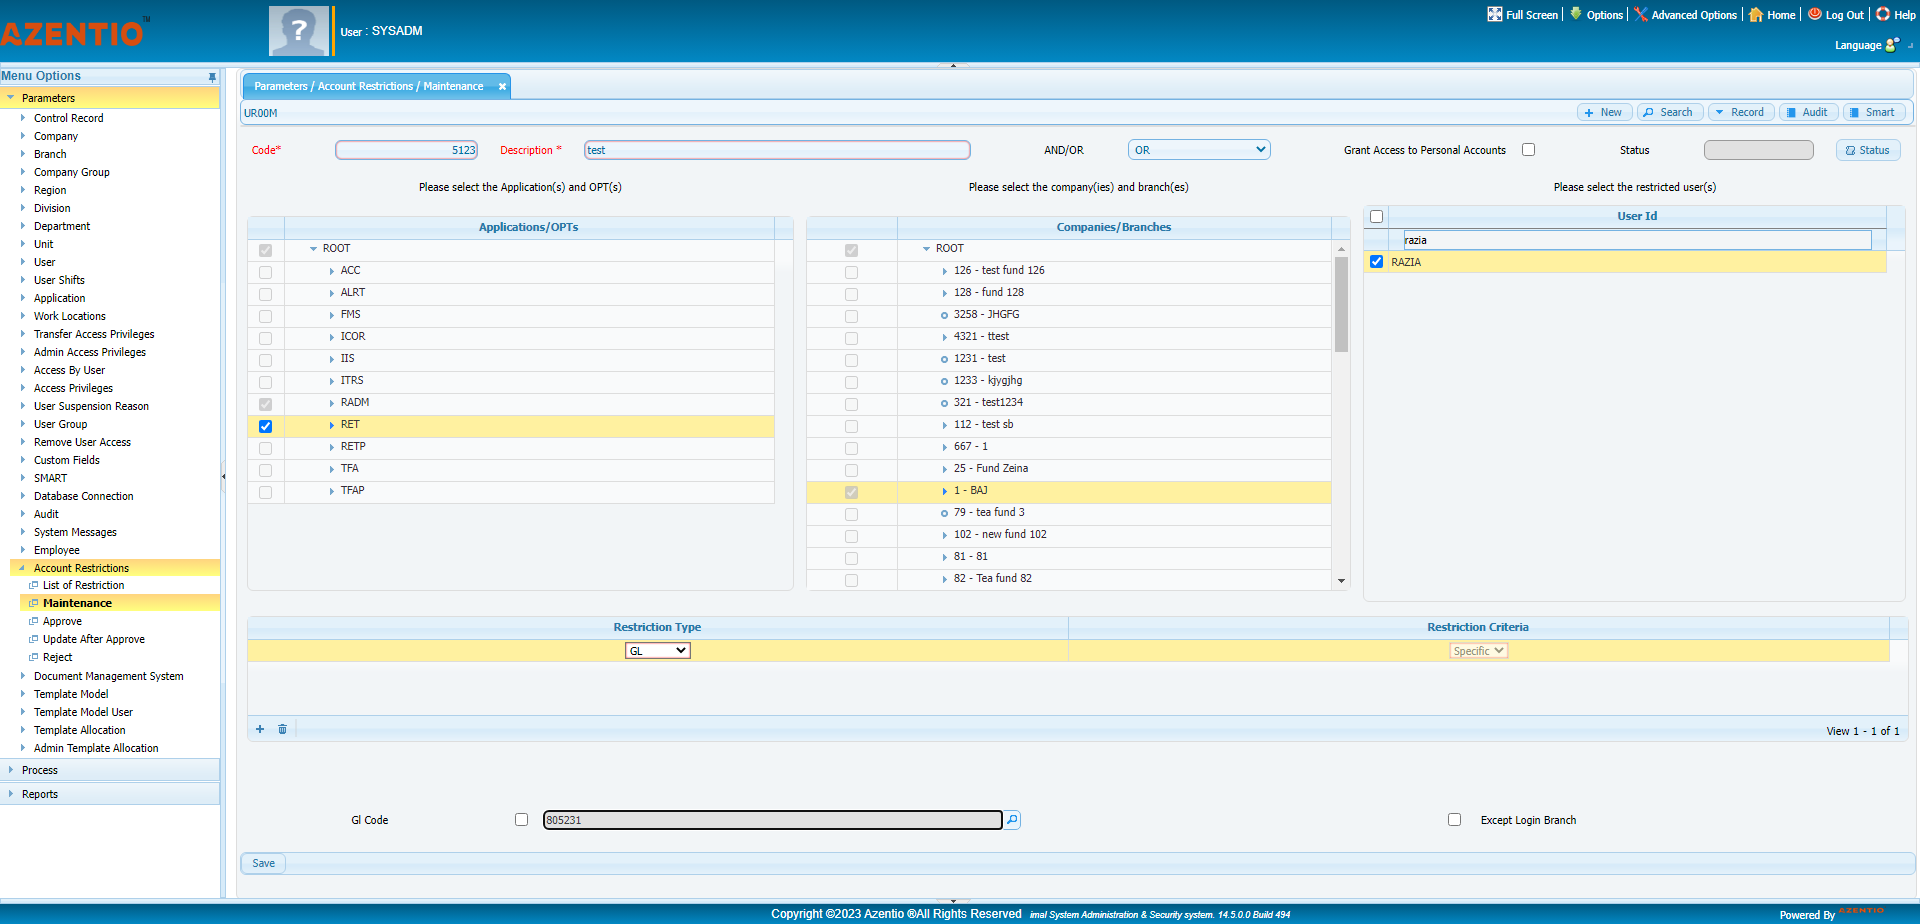 AZENTIO™
User : SYSADM
Full Screen
Options
Advanced Options
Home
Log Out
Help
Language
Menu Options
Parameters
Control Record
Company
Branch
Company Group
Region
Division
Department
Unit
User
User Shifts
Application
Work Locations
Transfer Access Privileges
Admin Access Privileges
Access By User
Access Privileges
User Suspension Reason
User Group
Remove User Access
Custom Fields
SMART
Database Connection
Audit
System Messages
Employee
Account Restrictions
List of Restriction
Maintenance
Approve
Update After Approve
Reject
Document Management System
Template Model
Template Model User
Template Allocation
Admin Template Allocation
Process
Reports
Parameters / Account Restrictions / Maintenance
UR00M
New
Search
Record
Audit
Smart
Code* 5123
Description * test
AND/OR OR
Grant Access to Personal Accounts
Status
Status
Please select the Application(s) and OPT(s)
Applications/OPTs
ROOT
ACC
ALRT
FMS
ICOR
IIS
ITRS
RADM
RET
RETP
TFA
TFAP
Please select the company(ies) and branch(es)
Companies/Branches
ROOT
126 - test fund 126
128 - fund 128
3258 - JHGFG
4321 - ttest
1231 - test
1233 - kjygjhg
321 - test1234
112 - test sb
667 - 1
25 - Fund Zeina
1 - BAJ
79 - tea fund 3
102 - new fund 102
81 - 81
82 - Tea fund 82
Please select the restricted user(s)
User Id
razia
RAZIA
Restriction Type
Restriction Criteria
GL
Specific
View 1 - 1 of 1
Gl Code
805231
Except Login Branch
Save
Copyright ©2023 Azentio ®All Rights Reserved imal System Administration & Security system. 14.5.0.0 Build 494
Powered By AZENTIO